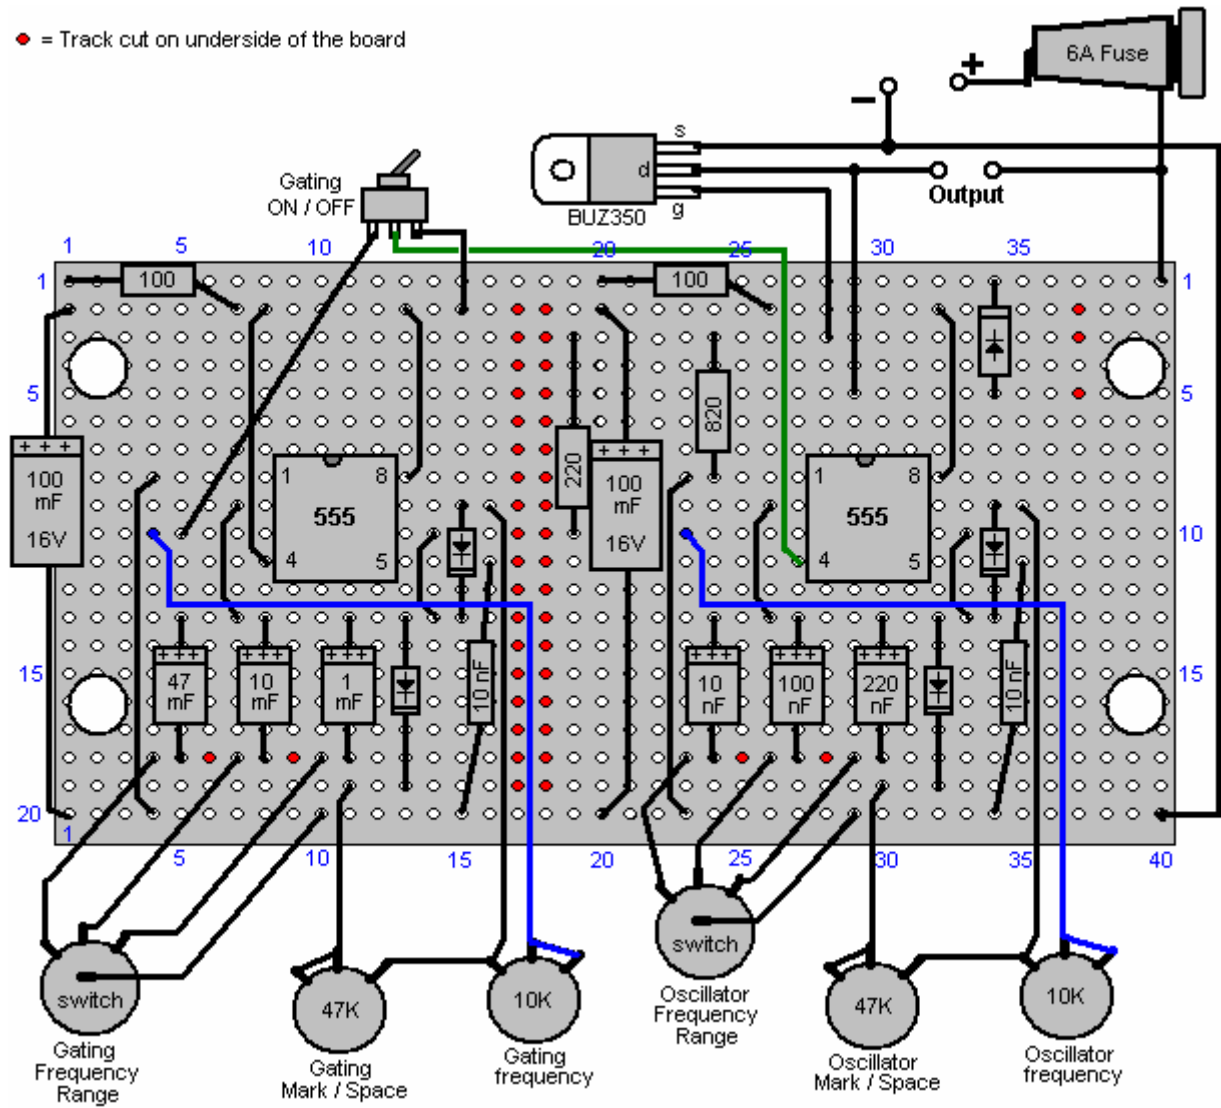 = Track cut on underside of the board
6A Fuse
+
−
s
d
g
BUZ350
Output
Gating
ON / OFF
1 5 10 20 25 30 35
1 100 100 1
5 5
820
220
+ + +
100
mF
16V
1 8
555
4 5
+ + +
100
mF
16V
1 8
555
4 5
10 10
15 15
+ + +
47
mF
+ + +
10
mF
+ + +
1
mF
10 nF
+ + +
10
nF
+ + +
100
nF
+ + +
220
nF
10 nF
20
1
5 10 15 20 25 30 35 40
switch
Gating
Frequency
Range
47K
Gating
Mark / Space
10K
Gating
frequency
switch
Oscillator
Frequency
Range
47K
Oscillator
Mark / Space
10K
Oscillator
frequency